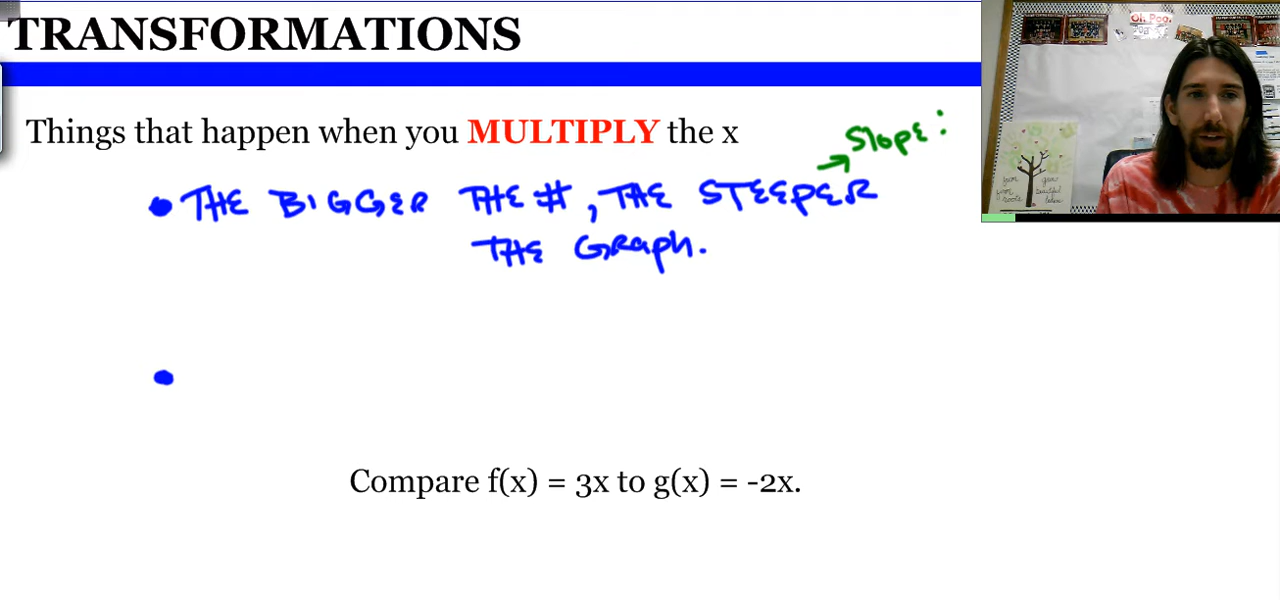 TRANSFORMATIONS
Things that happen when you MULTIPLY the x
→ Slope:
• THE BIGGER THE #, THE STEEPER
THE GRAPH.
•
Compare f(x) = 3x to g(x) = -2x.